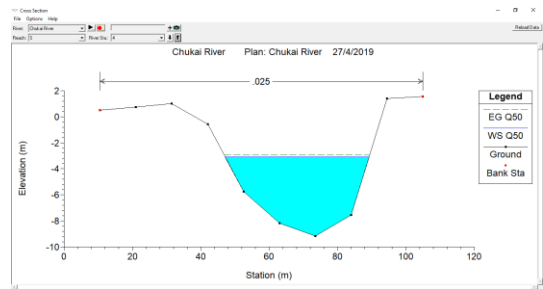 Cross Section
File Options Help
River: Chukai River
Reload Data
Reach: S River Sta.: 4
Chukai River Plan: Chukai River 27/4/2019
.025
Legend
EG Q50
WS Q50
Ground
Bank Sta
Elevation (m)
2
0
-2
-4
-6
-8
-10
0 20 40 60 80 100 120
Station (m)